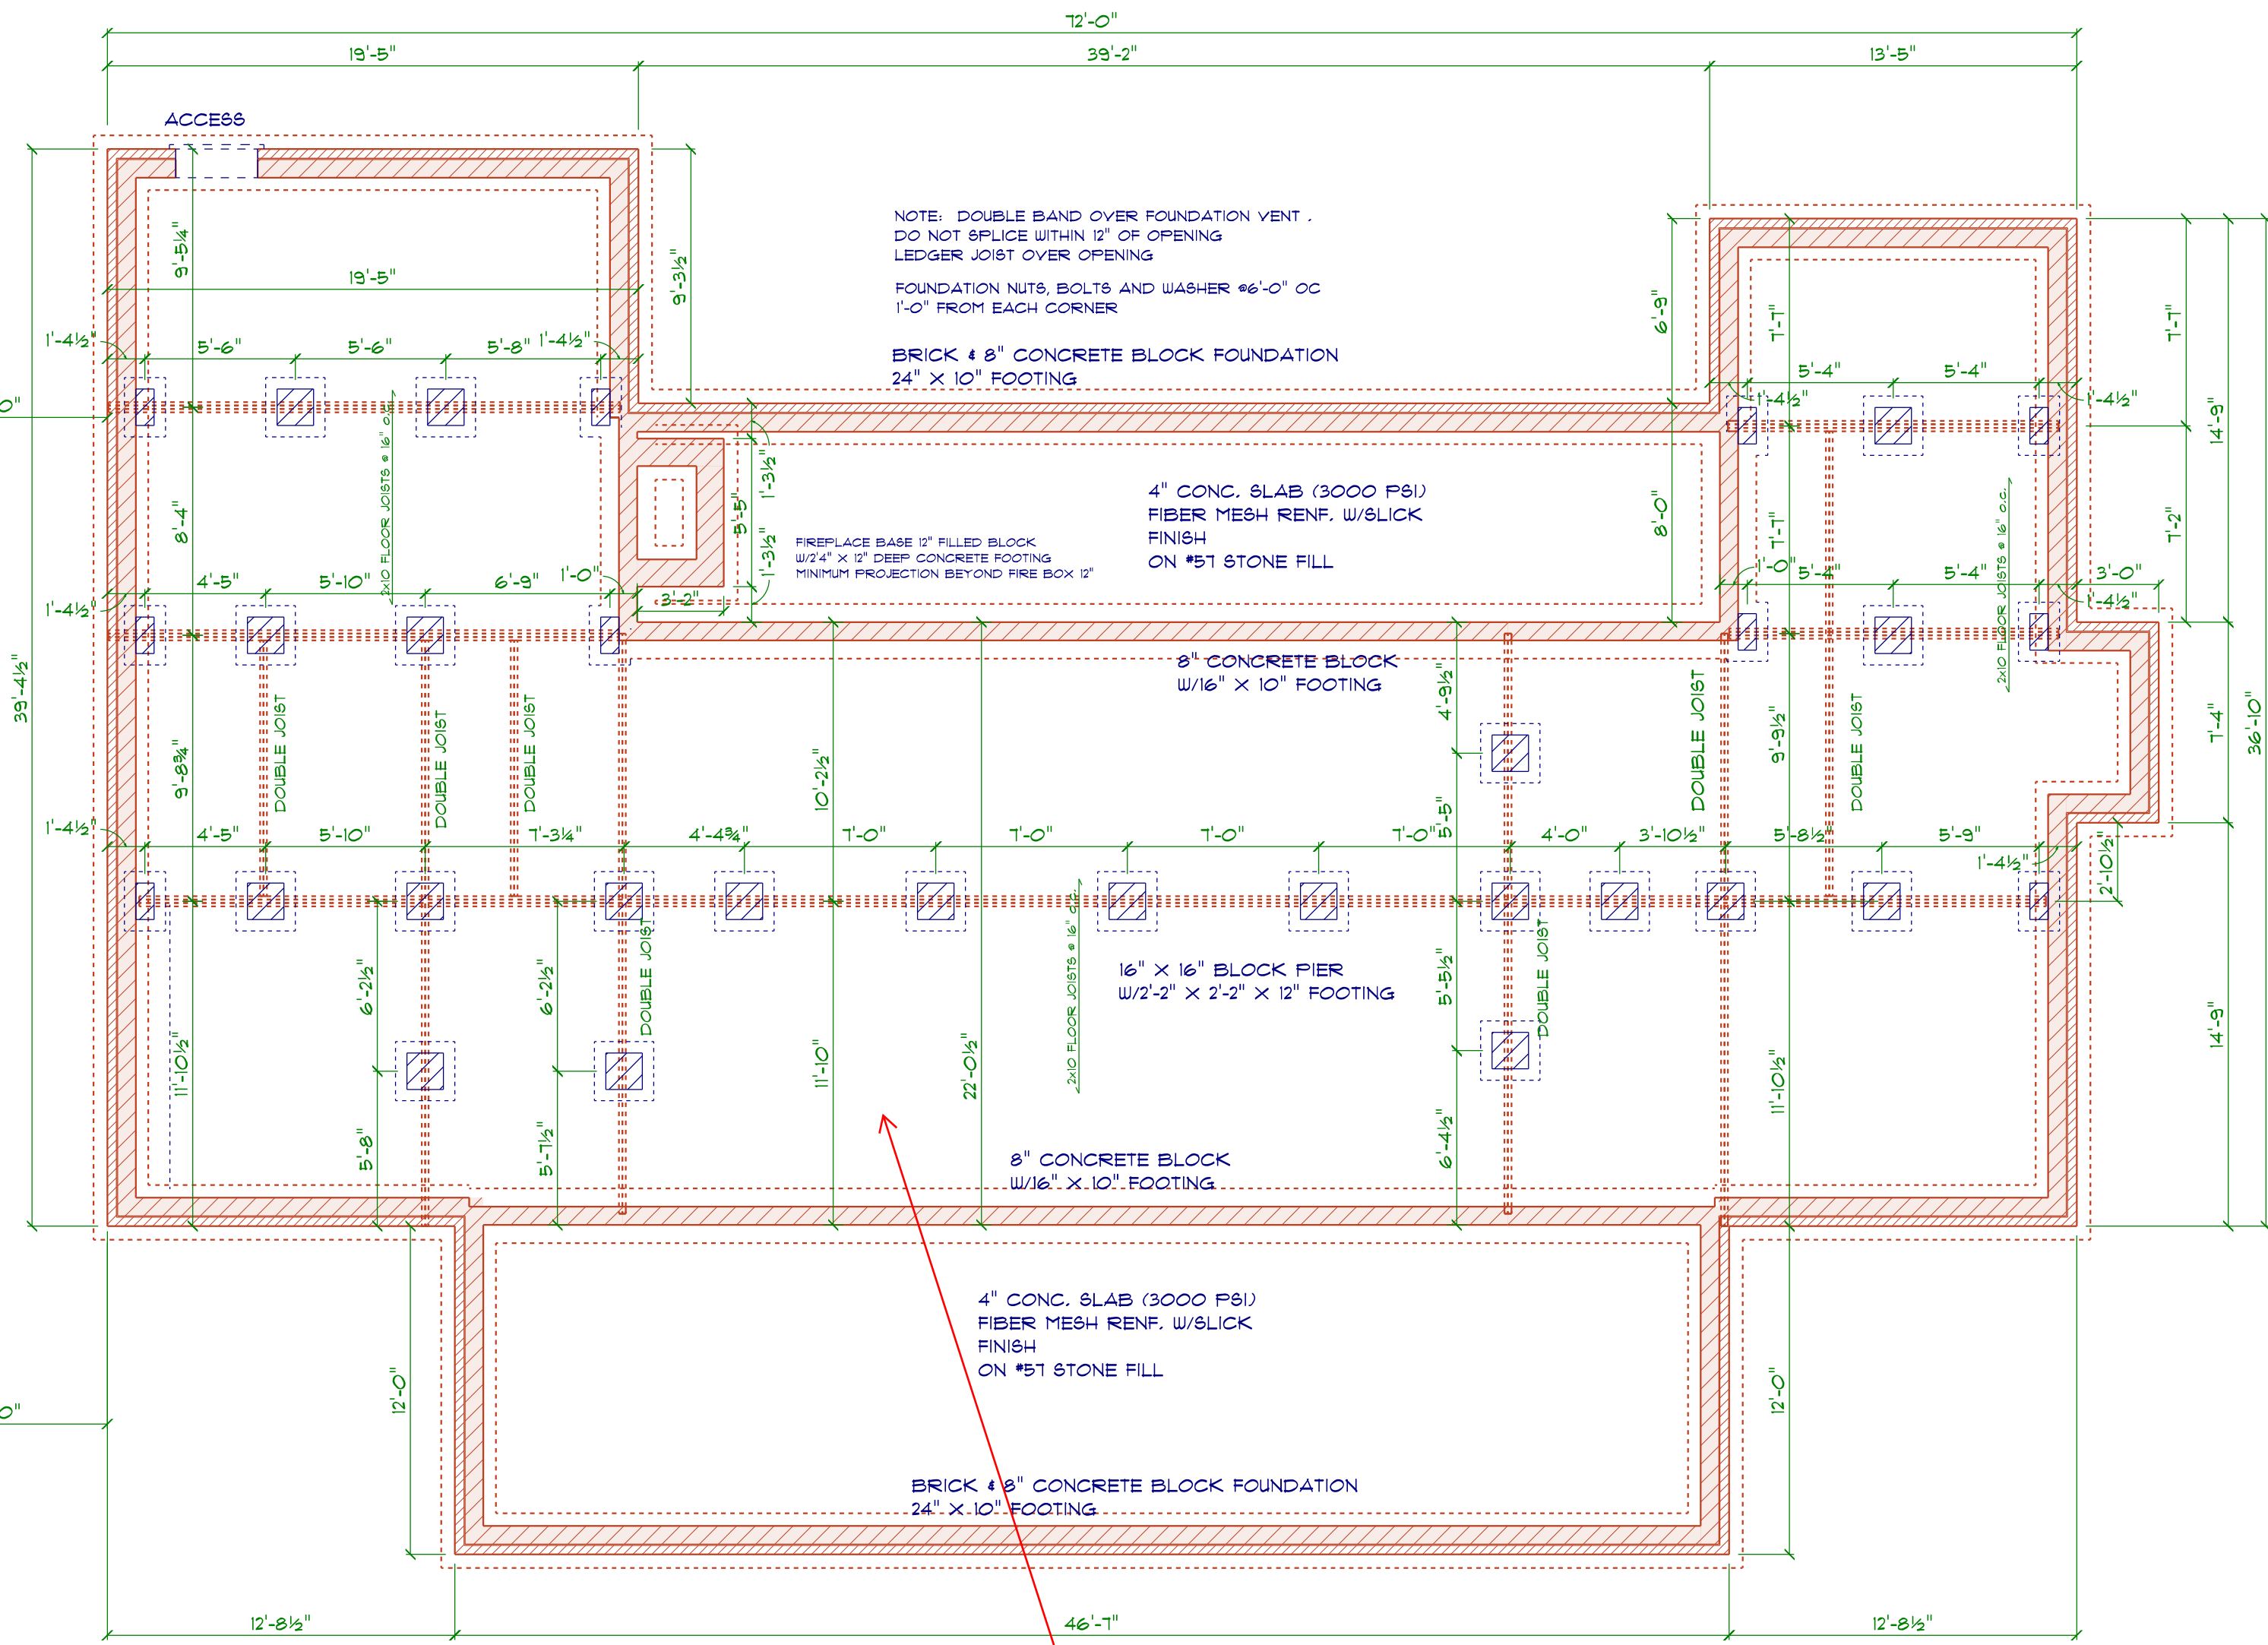 72'-0"
19'-5"
39'-2"
13'-5"
ACCESS
NOTE: DOUBLE BAND OVER FOUNDATION VENT .
DO NOT SPLICE WITHIN 12" OF OPENING
LEDGER JOIST OVER OPENING
FOUNDATION NUTS, BOLTS AND WASHER @6'-0" OC
1'-0" FROM EACH CORNER
BRICK & 8" CONCRETE BLOCK FOUNDATION
24" X 10" FOOTING
9'-5¼"
19'-5"
9'-3½"
6'-9"
7'-7"
7'-7"
14'-9"
1'-4½"
5'-6"
5'-6"
5'-8"
1'-4½"
5'-4"
5'-4"
1'-4½"
1'-4½"
0"
2x10 FLOOR JOISTS @ 16" o.c.
8'-4"
1'-3½"
5'-5"
1'-3½"
4" CONC. SLAB (3000 PSI)
FIBER MESH RENF. W/SLICK
FINISH
ON #57 STONE FILL
FIREPLACE BASE 12" FILLED BLOCK
W/2'4" X 12" DEEP CONCRETE FOOTING
MINIMUM PROJECTION BEYOND FIRE BOX 12"
8'-0"
7'-7"
7'-2"
2x10 FLOOR JOISTS @ 16" o.c.
1'-4½"
4'-5"
5'-10"
6'-9"
1'-0"
3'-2"
1'-0"
5'-4"
5'-4"
3'-0"
1'-4½"
39'-4½"
8" CONCRETE BLOCK
W/16" X 10" FOOTING
9'-8¾"
DOUBLE JOIST
DOUBLE JOIST
DOUBLE JOIST
10'-2½"
4'-9½"
5'-5"
DOUBLE JOIST
9'-9½"
DOUBLE JOIST
7'-4"
36'-10"
1'-4½"
4'-5"
5'-10"
7'-3¼"
4'-4¾"
7'-0"
7'-0"
7'-0"
7'-0"
4'-0"
3'-10½"
5'-8½"
5'-9"
1'-4½"
2'-10½"
16" X 16" BLOCK PIER
W/2'-2" X 2'-2" X 12" FOOTING
2x10 FLOOR JOISTS @ 16" o.c.
6'-2½"
6'-2½"
DOUBLE JOIST
5'-5½"
DOUBLE JOIST
11'-10½"
11'-10"
22'-0½"
11'-10½"
14'-9"
5'-8"
5'-7½"
6'-4½"
8" CONCRETE BLOCK
W/16" X 10" FOOTING
4" CONC. SLAB (3000 PSI)
FIBER MESH RENF. W/SLICK
FINISH
ON #57 STONE FILL
0"
12'-0"
12'-0"
BRICK & 8" CONCRETE BLOCK FOUNDATION
24" X 10" FOOTING
12'-8½"
46'-7"
12'-8½"